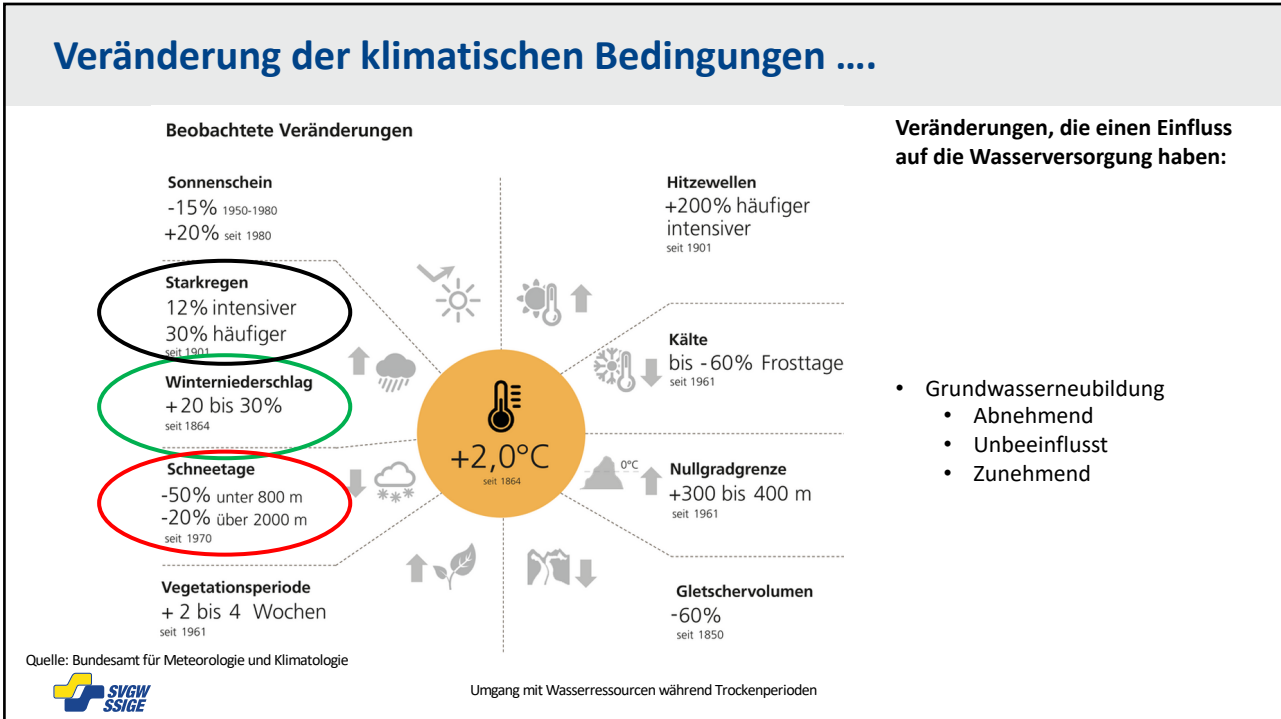 Veränderung der klimatischen Bedingungen ....
Beobachtete Veränderungen
Sonnenschein
-15% 1950-1980
+20% seit 1980
Starkregen
12% intensiver
30% häufiger
seit 1901
Winterniederschlag
+20 bis 30%
seit 1864
Schneetage
-50% unter 800 m
-20% über 2000 m
seit 1970
Vegetationsperiode
+ 2 bis 4 Wochen
seit 1961
+2,0°C
seit 1864
Hitzewellen
+200% häufiger
intensiver
seit 1901
Kälte
bis -60% Frosttage
seit 1961
0°C
Nullgradgrenze
+300 bis 400 m
seit 1961
Gletschervolumen
-60%
seit 1850
Veränderungen, die einen Einfluss
auf die Wasserversorgung haben:
• Grundwasserneubildung
• Abnehmend
• Unbeeinflusst
• Zunehmend
Quelle: Bundesamt für Meteorologie und Klimatologie
SVGW
SSIGE
Umgang mit Wasserressourcen während Trockenperioden